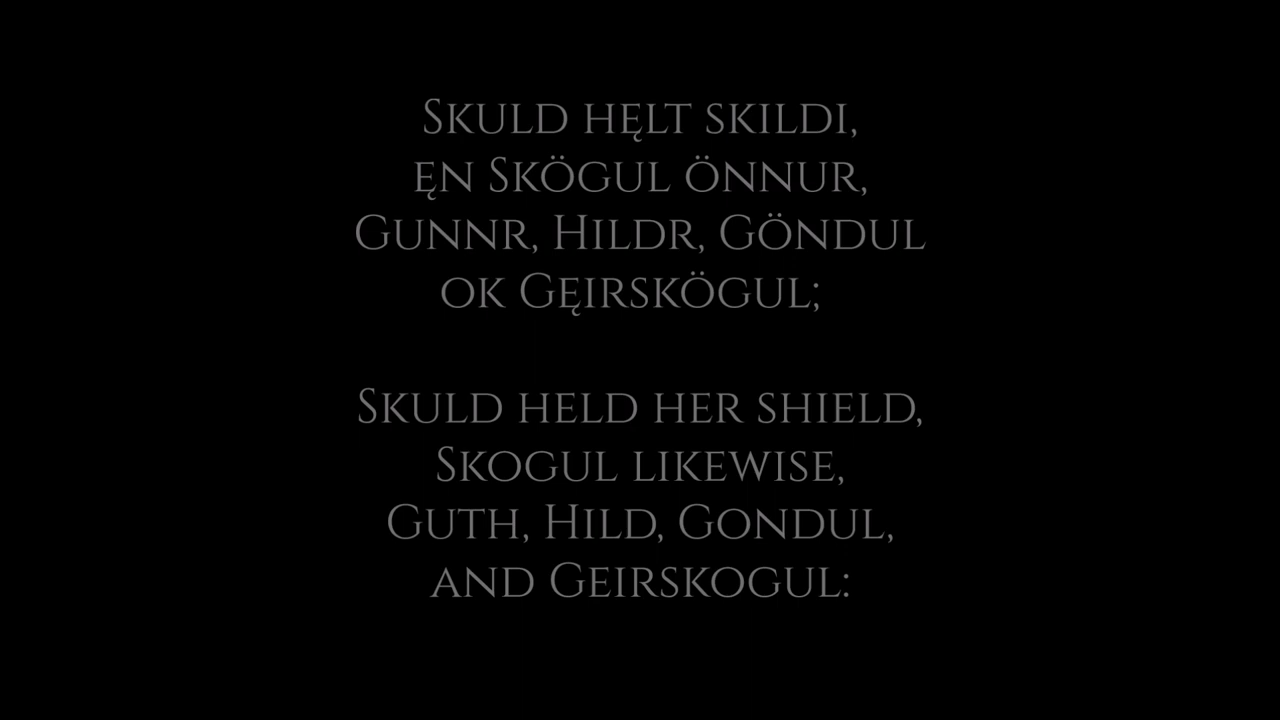 Skuld hęlt skildi,
ęn Skögul önnur,
Gunnr, Hildr, Göndul
ok Gęirskögul;
Skuld held her shield,
Skogul likewise,
Guth, Hild, Gondul,
and Geirskogul: